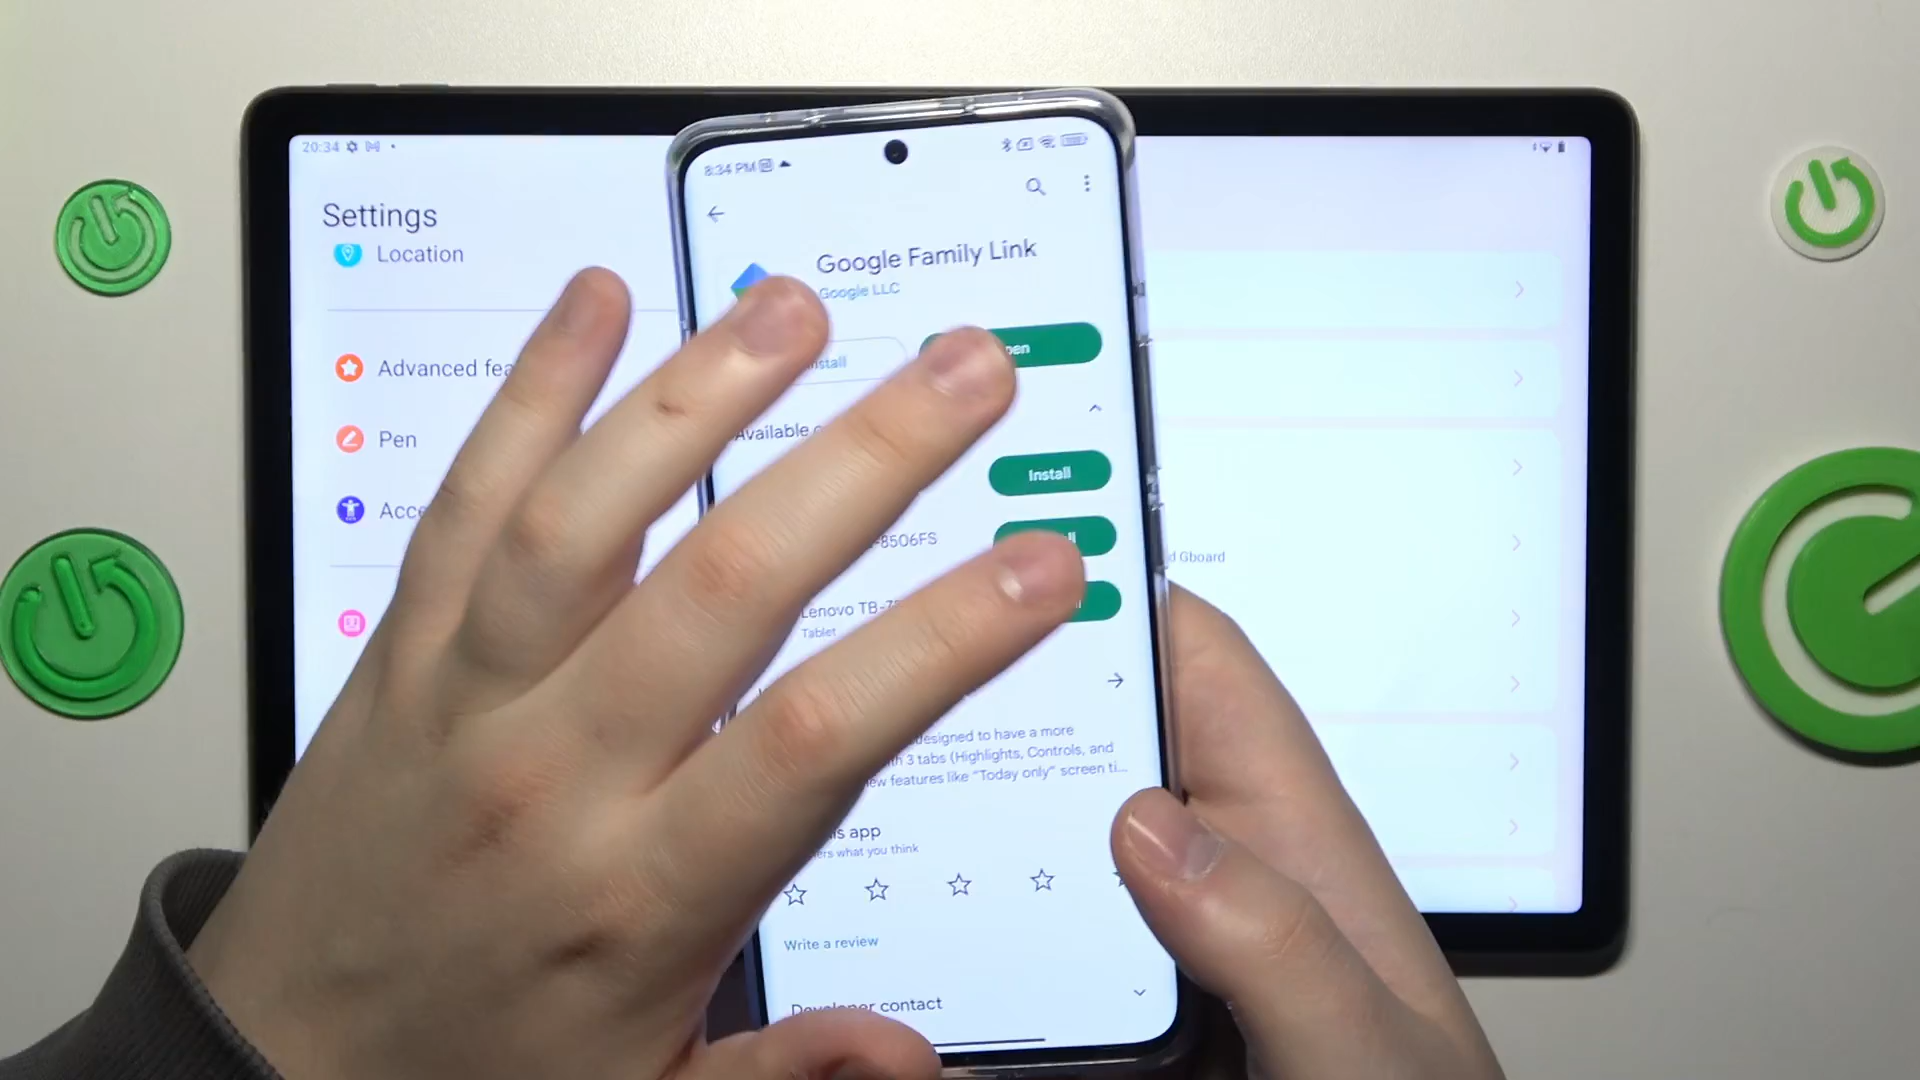 20:34
Settings
Location
Advanced fea
Pen
Acce
8:34 PM
Google Family Link
Google LLC
nstall
pen
Available
Install
-8506FS
ll
Lenovo TB-7
Tablet
designed to have a more
th 3 tabs (Highlights, Controls, and
ew features like "Today only" screen ti...
is app
ers what you think
Write a review
Developer contact
d Gboard